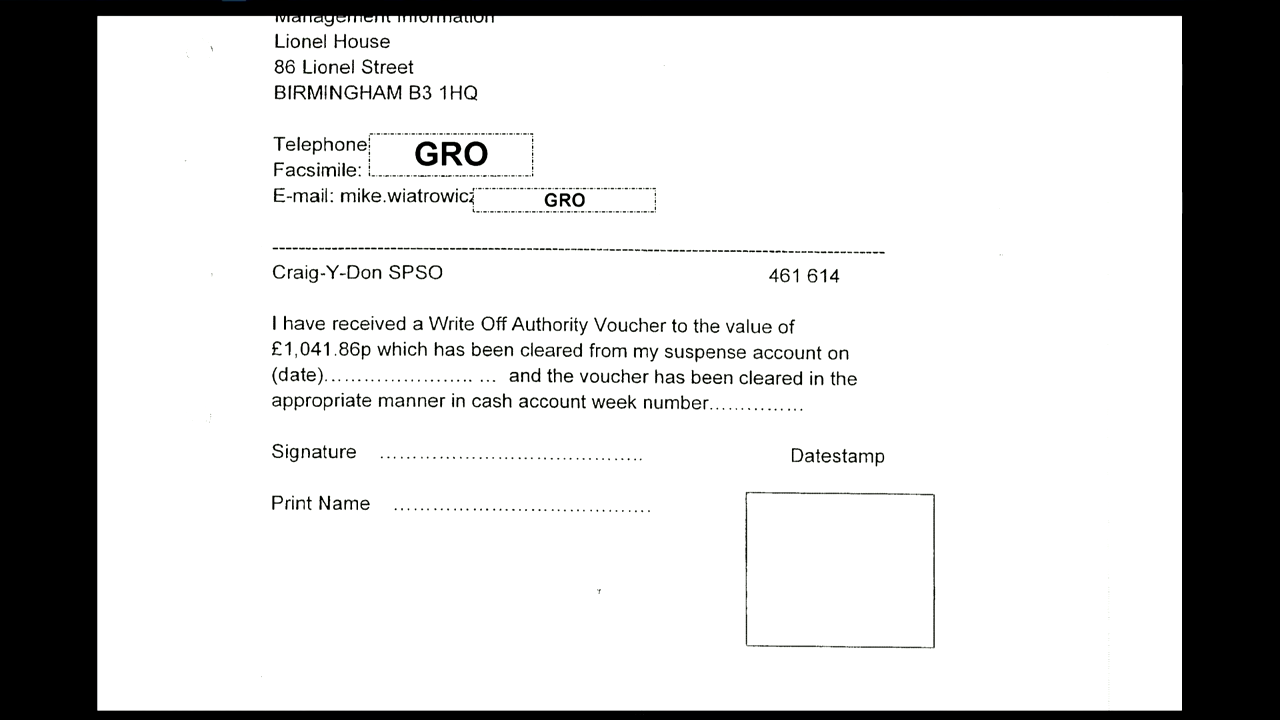 Management Information
Lionel House
86 Lionel Street
BIRMINGHAM B3 1HQ
Telephone GRO
Facsimile:
E-mail: mike.wiatrowicz GRO
Craig-Y-Don SPSO 461 614
I have received a Write Off Authority Voucher to the value of
£1,041.86p which has been cleared from my suspense account on
(date)........................ ... and the voucher has been cleared in the
appropriate manner in cash account week number...............
Signature ........................................
Datestamp
Print Name .......................................